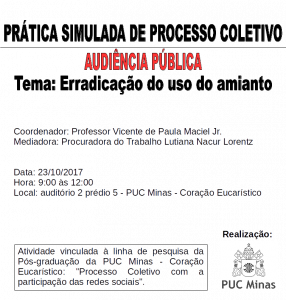 PRÁTICA SIMULADA DE PROCESSO COLETIVO
AUDIÊNCIA PÚBLICA
Tema: Erradicação do uso do amianto
Coordenador: Professor Vicente de Paula Maciel Jr.
Mediadora: Procuradora do Trabalho Lutiana Nacur Lorentz
Data: 23/10/2017
Hora: 9:00 às 12:00
Local: auditório 2 prédio 5 - PUC Minas - Coração Eucarístico
Realização:
Atividade vinculada à linha de pesquisa da
Pós-graduação da PUC Minas - Coração
Eucarístico: "Processo Coletivo com a
participação das redes sociais".
PUC Minas